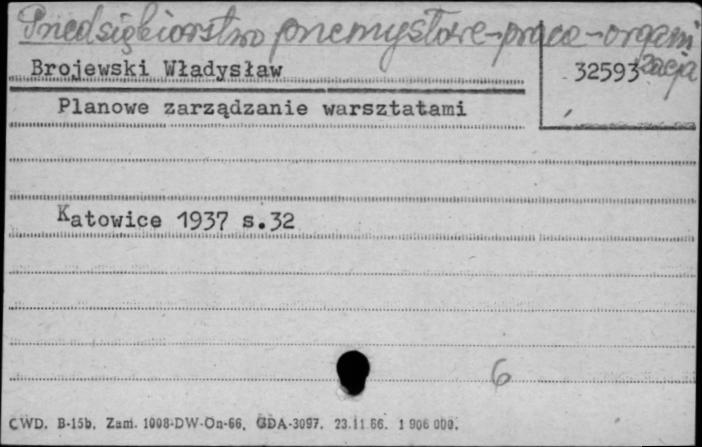 Przedsiębiorstwo przemysłowe-praca-organizacja
Brojewski Władysław
32593
Planowe zarządzanie warsztatami
Katowice 1937 s.32
6
CWD. B-15b. Zam. 1008-DW-On-66. GDA-3097. 23.11.66. 1 906 000.